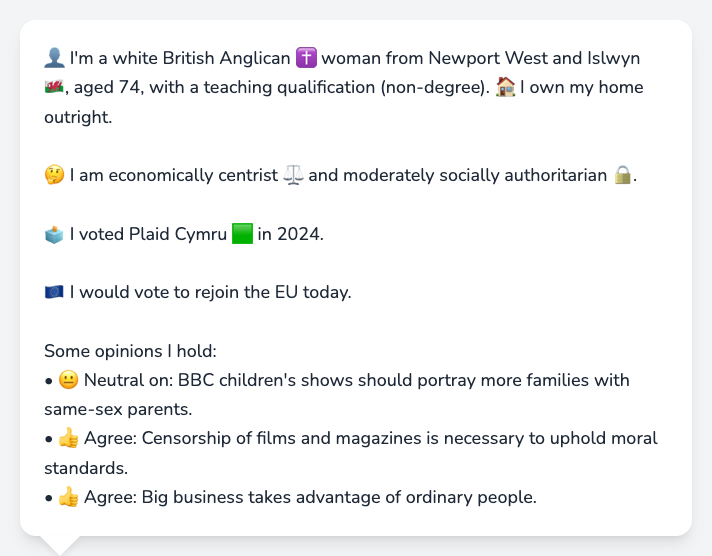 👤 I'm a white British Anglican ✝️ woman from Newport West and Islwyn
🏴󠁧󠁢󠁷󠁬󠁳󠁿, aged 74, with a teaching qualification (non-degree). 🏠 I own my home
outright.
🤔 I am economically centrist ⚖️ and moderately socially authoritarian 🔒.
🗳️ I voted Plaid Cymru 🟩 in 2024.
🇪🇺 I would vote to rejoin the EU today.
Some opinions I hold:
• 😐 Neutral on: BBC children's shows should portray more families with
same-sex parents.
• 👍 Agree: Censorship of films and magazines is necessary to uphold moral
standards.
• 👍 Agree: Big business takes advantage of ordinary people.